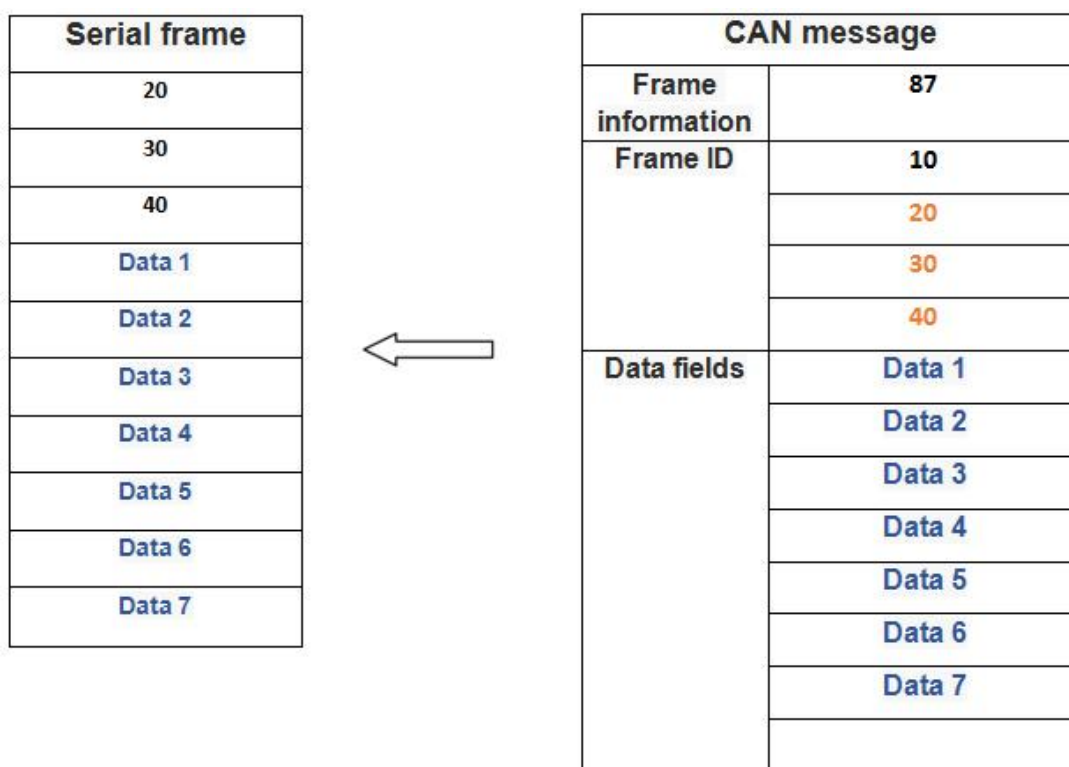 Serial frame
20
30
40
Data 1
Data 2
Data 3
Data 4
Data 5
Data 6
Data 7
CAN message
Frame
information
87
Frame ID
10
20
30
40
Data fields
Data 1
Data 2
Data 3
Data 4
Data 5
Data 6
Data 7